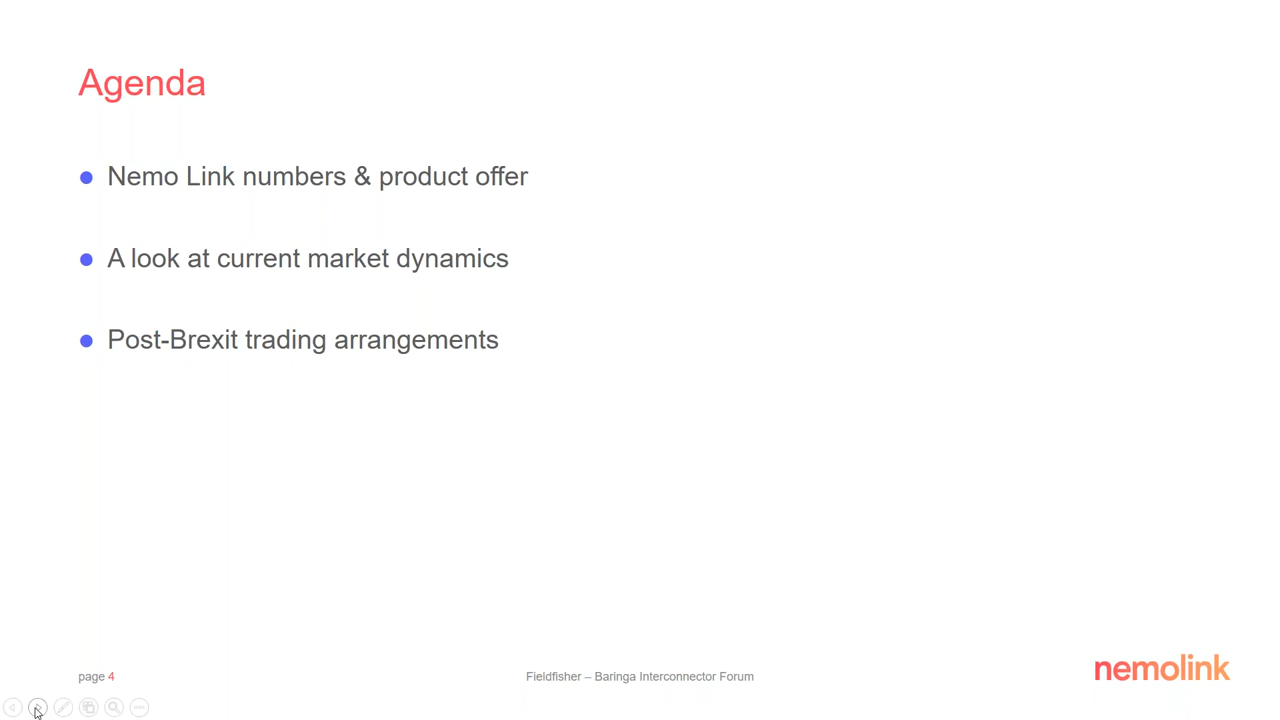 Agenda
Nemo Link numbers & product offer
A look at current market dynamics
Post-Brexit trading arrangements
page 4
Fieldfisher – Baringa Interconnector Forum
nemolink